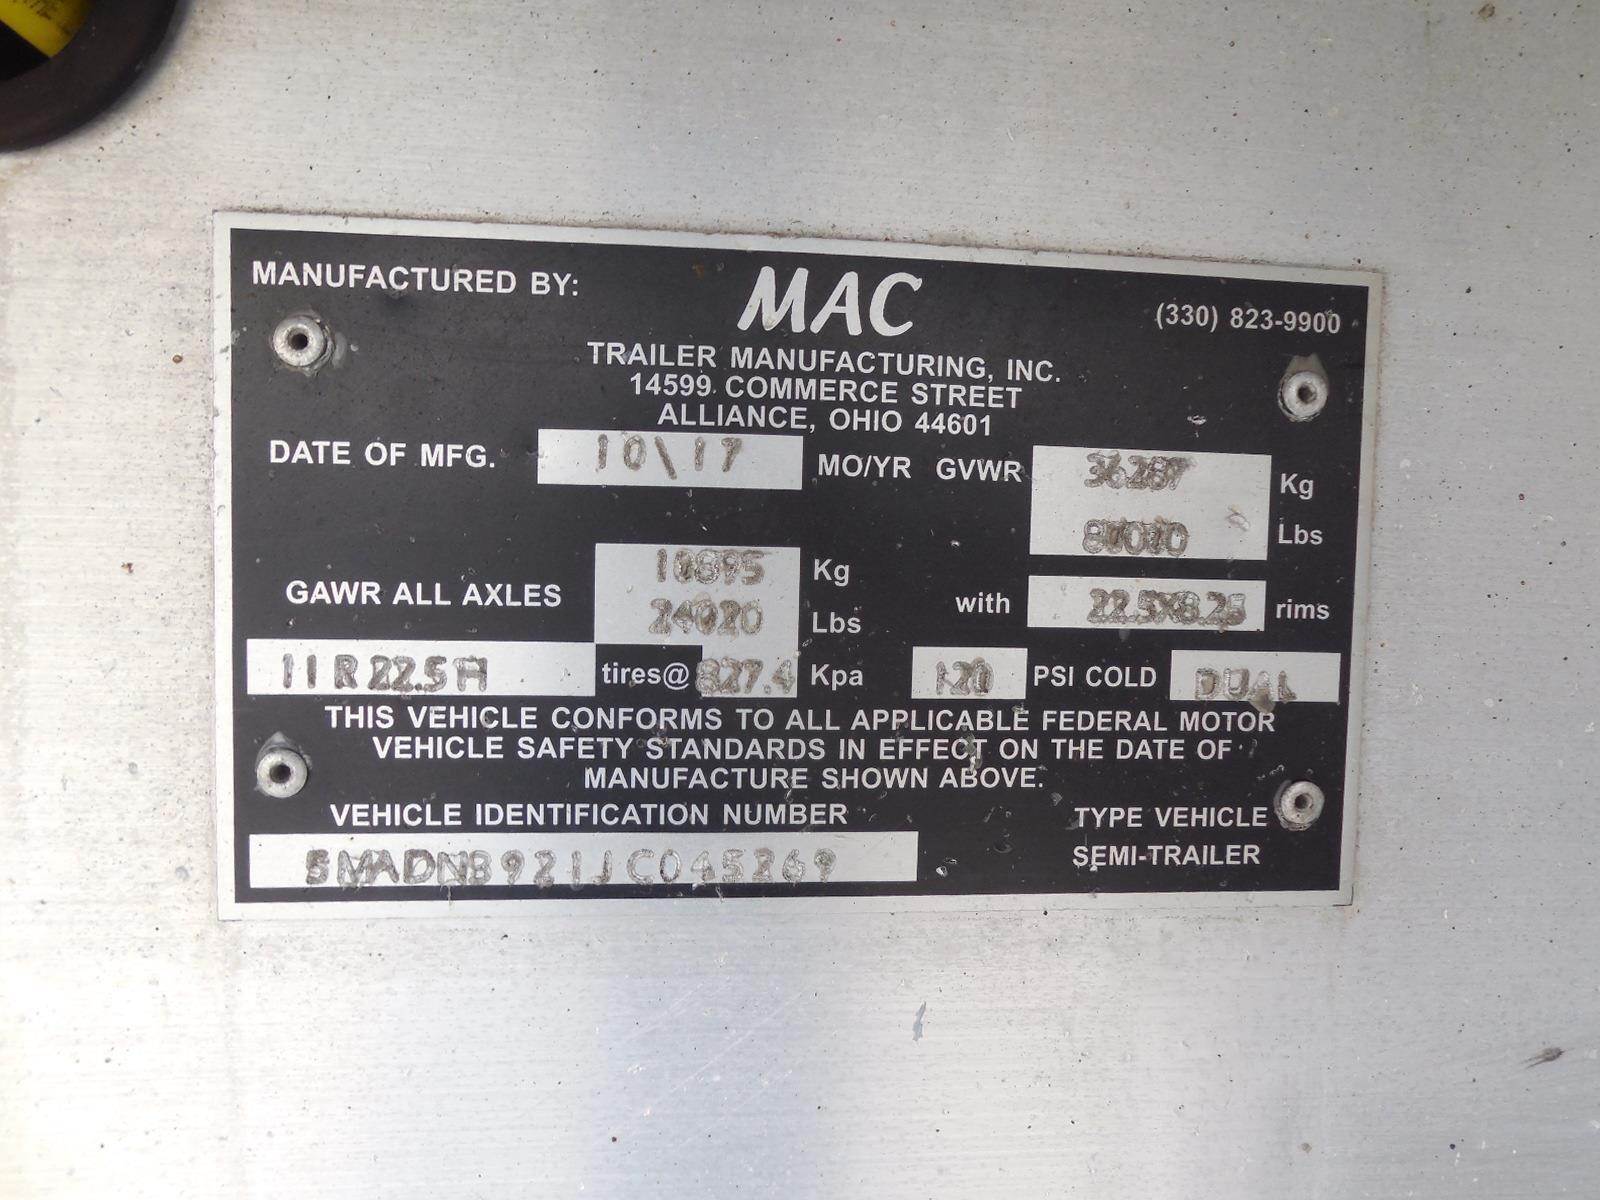 MANUFACTURED BY: MAC (330) 823-9900
TRAILER MANUFACTURING, INC.
14599 COMMERCE STREET
ALLIANCE, OHIO 44601
DATE OF MFG. 10\17 MO/YR GVWR 36287 Kg
80000 Lbs
GAWR ALL AXLES 10895 Kg
24020 Lbs with 22.5X8.25 rims
11R22.5H tires@ 827.4 Kpa 120 PSI COLD DUAL
THIS VEHICLE CONFORMS TO ALL APPLICABLE FEDERAL MOTOR
VEHICLE SAFETY STANDARDS IN EFFECT ON THE DATE OF
MANUFACTURE SHOWN ABOVE.
VEHICLE IDENTIFICATION NUMBER TYPE VEHICLE
5MADNB921JC045269 SEMI-TRAILER